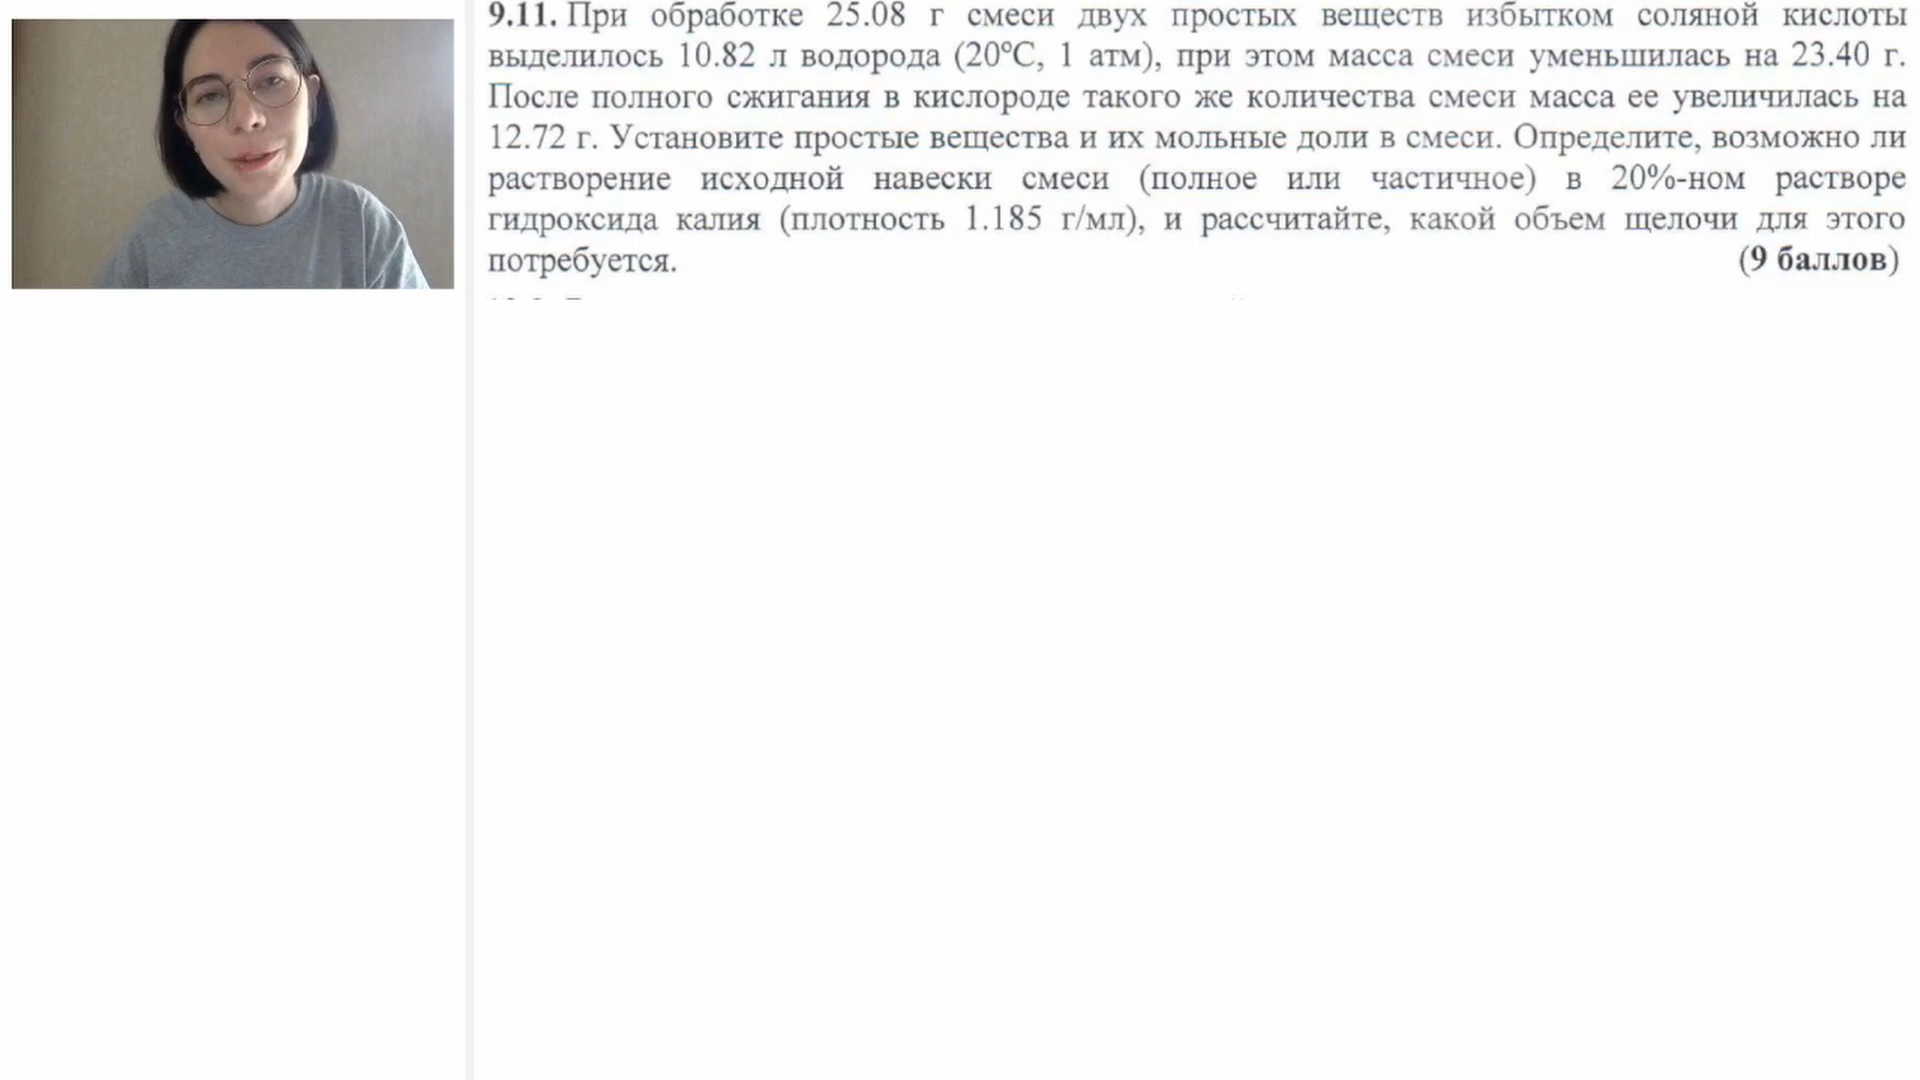 9.11. При обработке 25.08 г смеси двух простых веществ избытком соляной кислоты
выделилось 10.82 л водорода (20°С, 1 атм), при этом масса смеси уменьшилась на 23.40 г.
После полного сжигания в кислороде такого же количества смеси масса ее увеличилась на
12.72 г. Установите простые вещества и их мольные доли в смеси. Определите, возможно ли
растворение исходной навески смеси (полное или частичное) в 20%-ном растворе
гидроксида калия (плотность 1.185 г/мл), и рассчитайте, какой объем щелочи для этого
потребуется. (9 баллов)